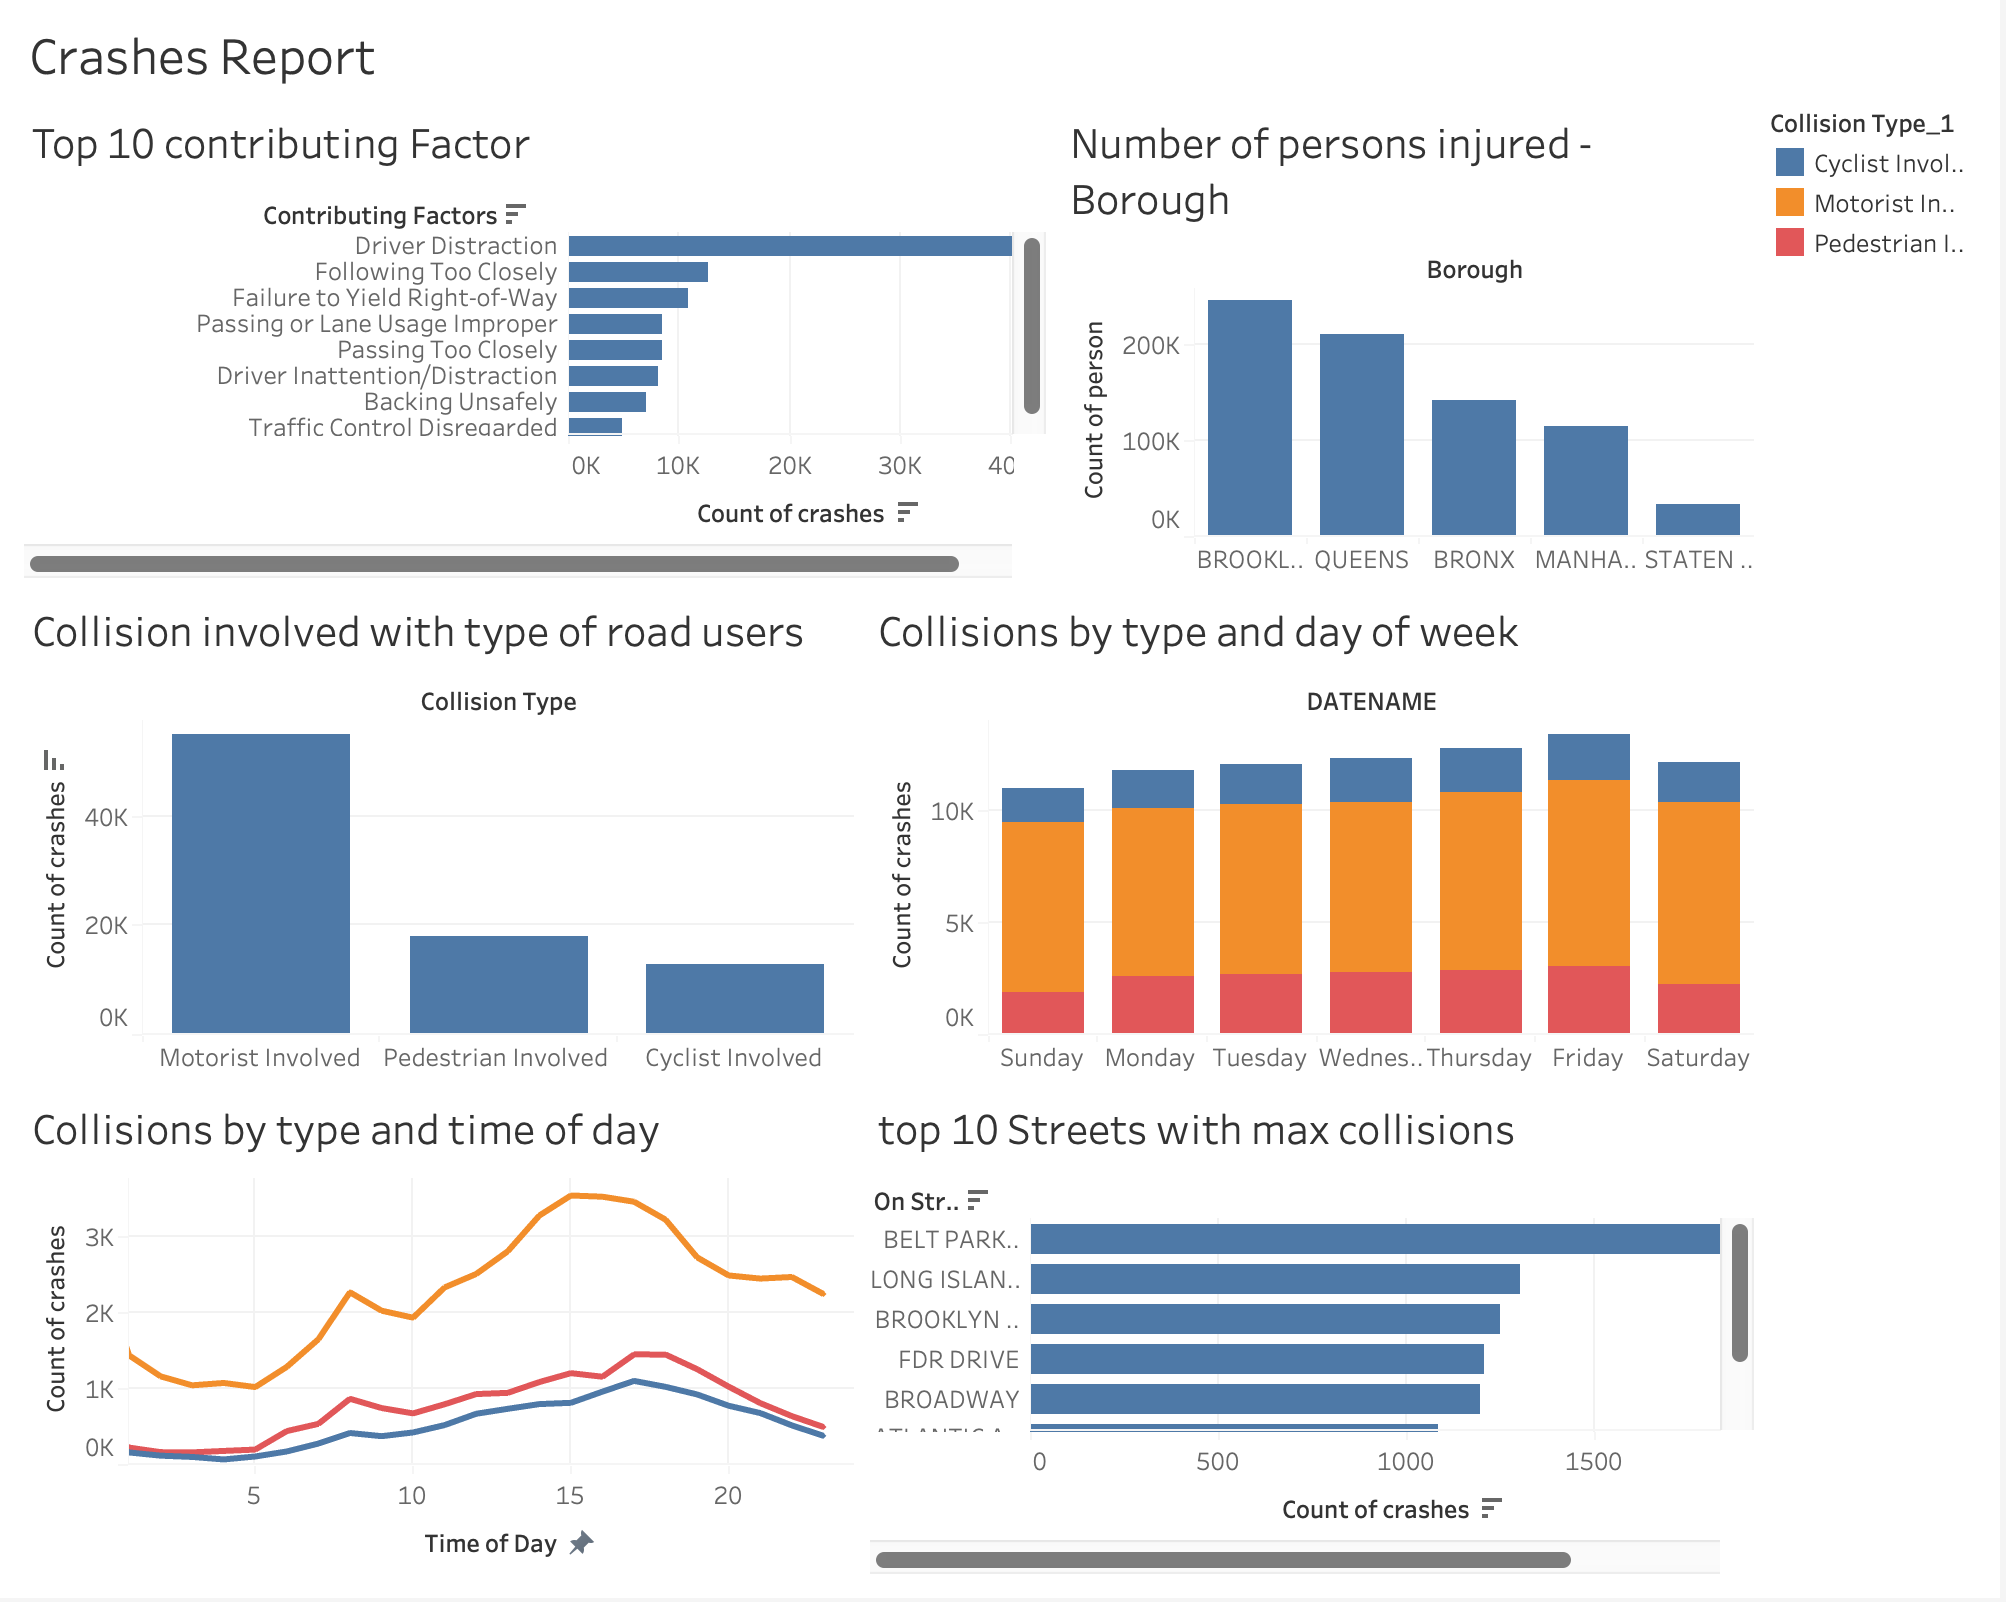 Crashes Report
Top 10 contributing Factor
Contributing Factors
Driver Distraction
Following Too Closely
Failure to Yield Right-of-Way
Passing or Lane Usage Improper
Passing Too Closely
Driver Inattention/Distraction
Backing Unsafely
Traffic Control Disregarded
0K 10K 20K 30K 40
Count of crashes
Number of persons injured -
Borough
Borough
Count of person
200K
100K
0K
BROOKL.. QUEENS BRONX MANHA.. STATEN ..
Collision Type_1
Cyclist Invol..
Motorist In..
Pedestrian I..
Collision involved with type of road users
Collision Type
Count of crashes
40K
20K
0K
Motorist Involved Pedestrian Involved Cyclist Involved
Collisions by type and day of week
DATENAME
Count of crashes
10K
5K
0K
Sunday Monday Tuesday Wednes.. Thursday Friday Saturday
Collisions by type and time of day
Count of crashes
3K
2K
1K
0K
5 10 15 20
Time of Day
top 10 Streets with max collisions
On Str..
BELT PARK..
LONG ISLAN..
BROOKLYN ..
FDR DRIVE
BROADWAY
ATLANTIC A..
0 500 1000 1500
Count of crashes